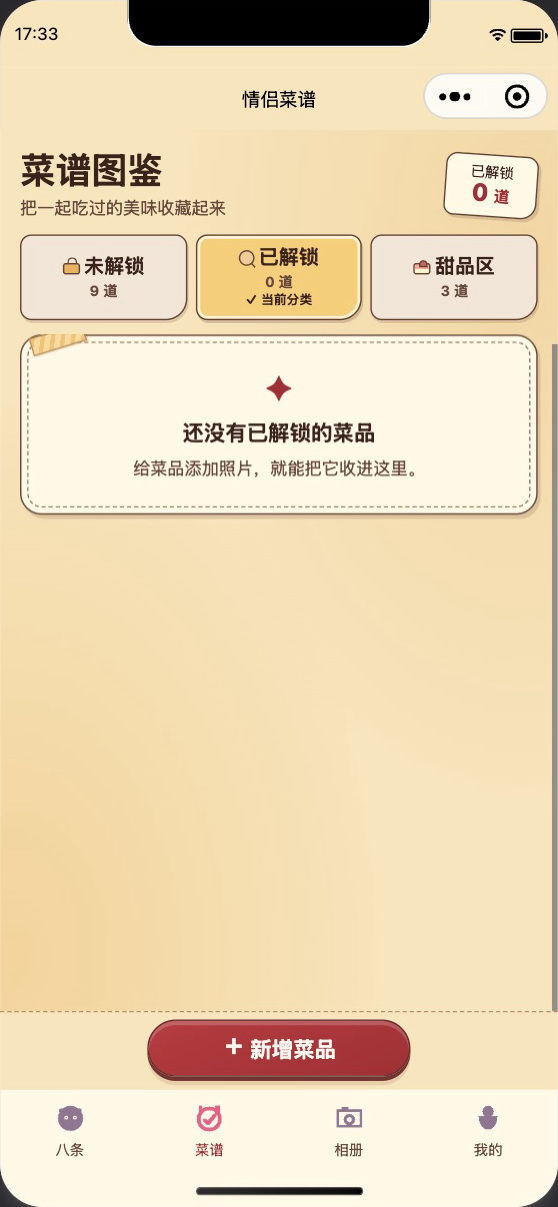 17:33
情侣菜谱
菜谱图鉴
把一起吃过的美味收藏起来
已解锁
0 道
未解锁
9 道
已解锁
0 道
✓ 当前分类
甜品区
3 道
还没有已解锁的菜品
给菜品添加照片，就能把它收进这里。
+ 新增菜品
八条
菜谱
相册
我的